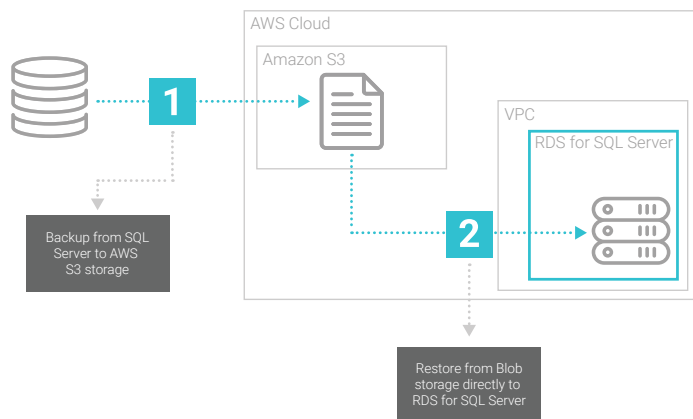 AWS Cloud
Amazon S3
1
VPC
RDS for SQL Server
2
Backup from SQL
Server to AWS
S3 storage
Restore from Blob
storage directly to
RDS for SQL Server